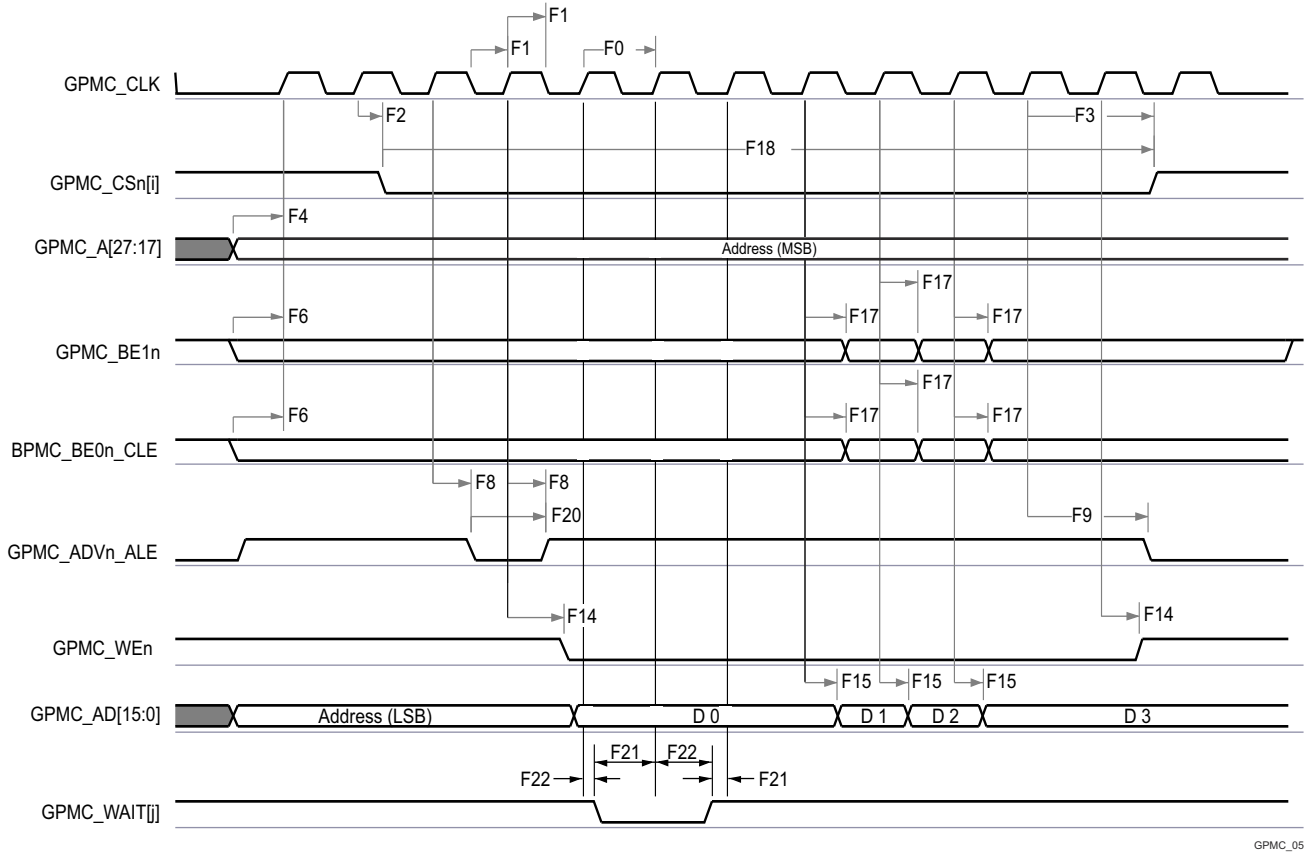 F1
F1
F0
GPMC_CLK
F2
F3
F18
GPMC_CSn[i]
F4
GPMC_A[27:17]
Address (MSB)
F17
F6
F17
F17
GPMC_BE1n
F17
F6
F17
F17
BPMC_BE0n_CLE
F8
F8
F20
F9
GPMC_ADVn_ALE
F14
F14
GPMC_WEn
F15
F15
F15
GPMC_AD[15:0]
Address (LSB)
D 0
D 1
D 2
D 3
F21
F22
F22
F21
GPMC_WAIT[j]
GPMC_05